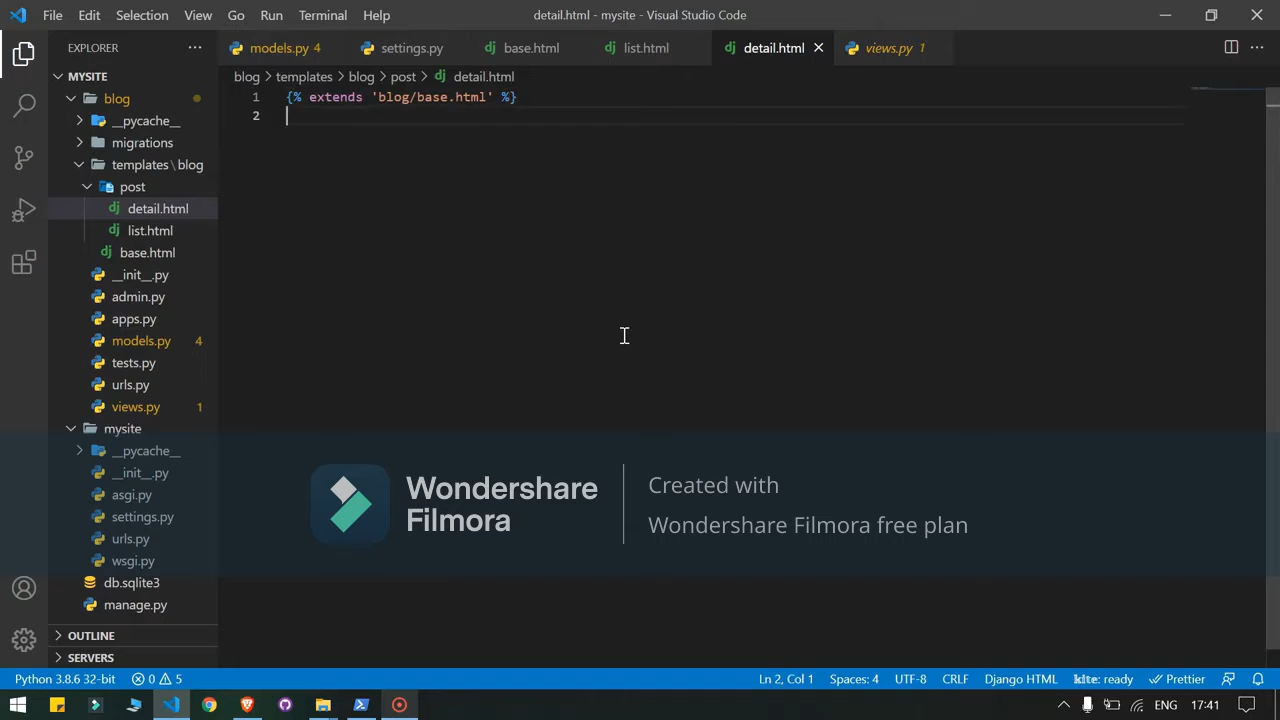 File Edit Selection View Go Run Terminal Help
detail.html - mysite - Visual Studio Code
EXPLORER
models.py 4
settings.py
base.html
list.html
detail.html
views.py 1
MYSITE
blog > templates > blog > post > detail.html
1 {% extends 'blog/base.html' %}
2
blog
__pycache__
migrations
templates\blog
post
detail.html
list.html
base.html
__init__.py
admin.py
apps.py
models.py 4
tests.py
urls.py
views.py 1
mysite
__pycache__
__init__.py
asgi.py
settings.py
urls.py
wsgi.py
db.sqlite3
manage.py
OUTLINE
SERVERS
Wondershare
Filmora
Created with
Wondershare Filmora free plan
Python 3.8.6 32-bit
0
5
Ln 2, Col 1
Spaces: 4
UTF-8
CRLF
Django HTML
kite: ready
Prettier
ENG
17:41